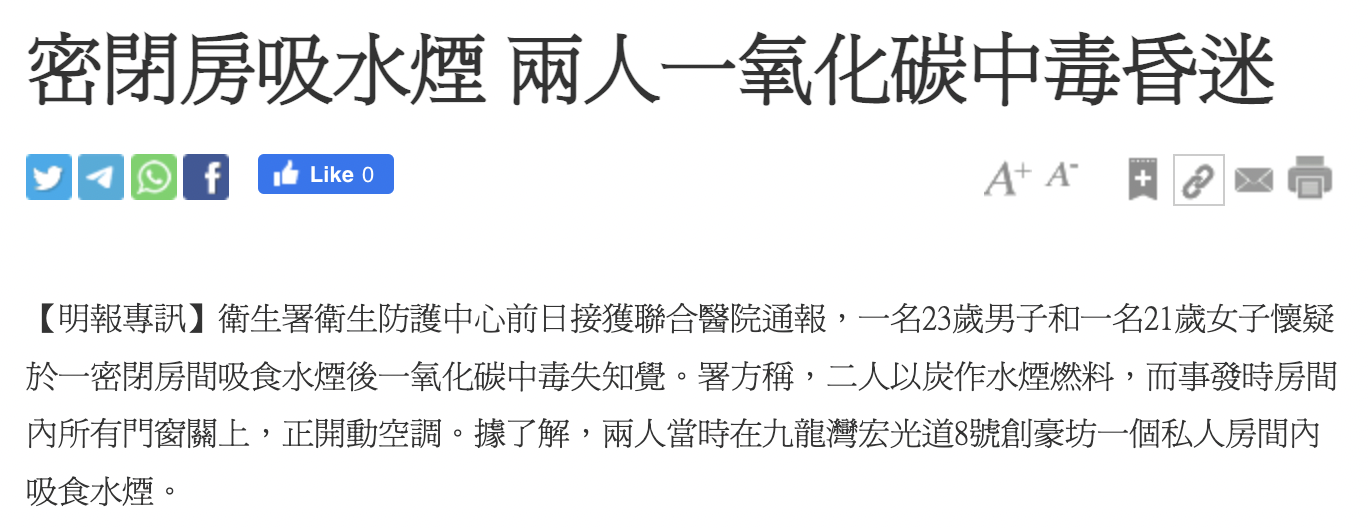 密閉房吸水煙 兩人一氧化碳中毒昏迷
Like 0
A+ A-
【明報專訊】衞生署衞生防護中心前日接獲聯合醫院通報，一名23歲男子和一名21歲女子懷疑
於一密閉房間吸食水煙後一氧化碳中毒失知覺。署方稱，二人以炭作水煙燃料，而事發時房間
內所有門窗關上，正開動空調。據了解，兩人當時在九龍灣宏光道8號創豪坊一個私人房間內
吸食水煙。